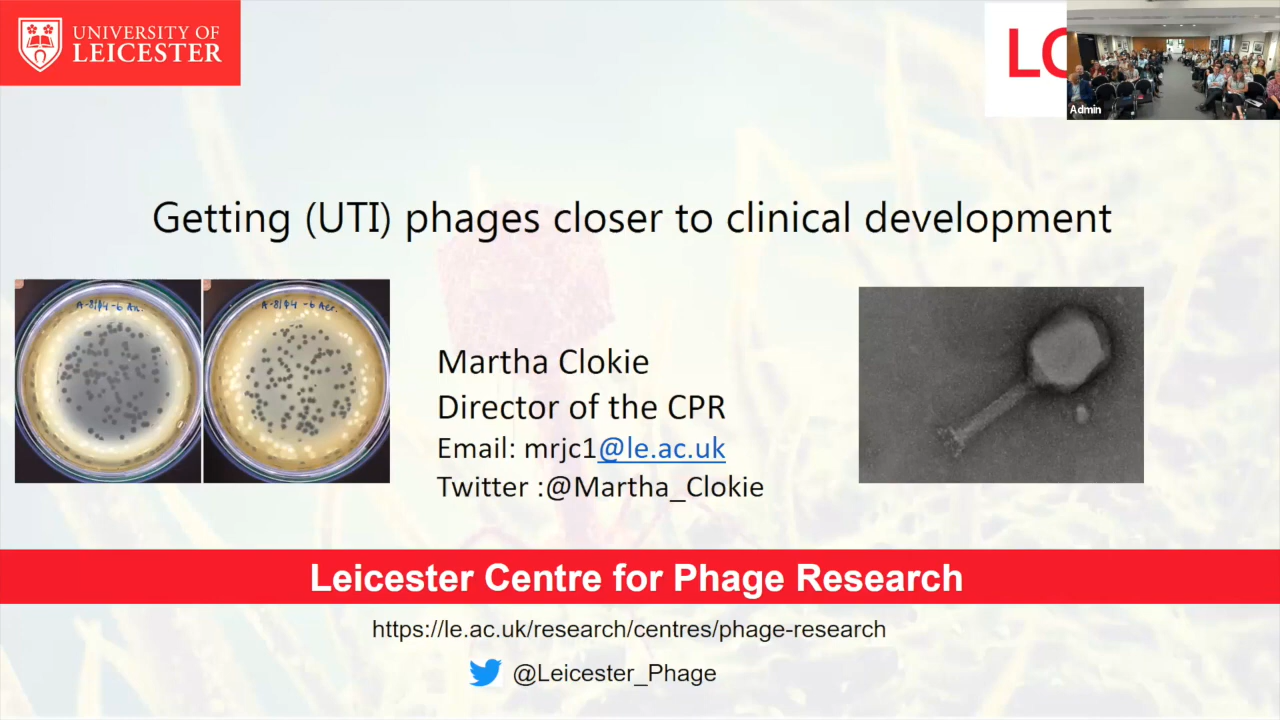 UNIVERSITY OF
LEICESTER
LC
Admin
Getting (UTI) phages closer to clinical development
Martha Clokie
Director of the CPR
Email: mrjc1@le.ac.uk
Twitter :@Martha_Clokie
Leicester Centre for Phage Research
https://le.ac.uk/research/centres/phage-research
@Leicester_Phage